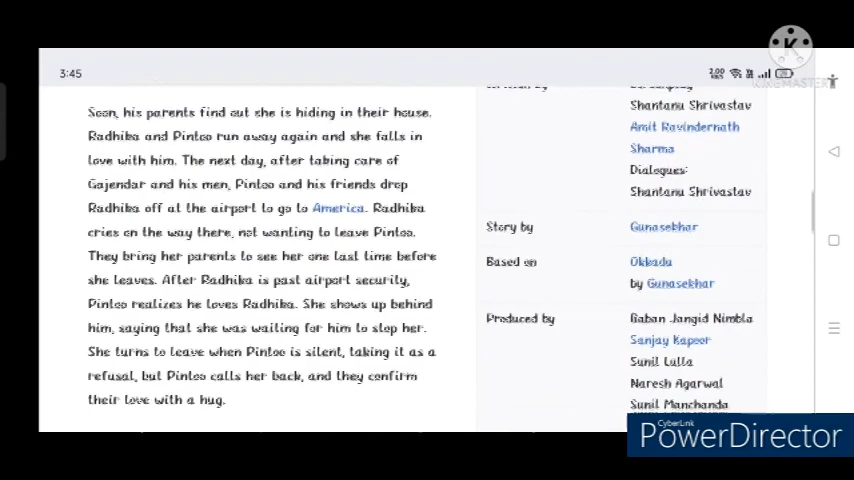 3:45
2.00
KINEMASTER
Soon, his parents find out she is hiding in their house.
Radhika and Pintoo run away again and she falls in
love with him. The next day, after taking care of
Gajendar and his men, Pintoo and his friends drop
Radhika off at the airport to go to America. Radhika
cries on the way there, not wanting to leave Pintoo.
They bring her parents to see her one last time before
she leaves. After Radhika is past airport security,
Pintoo realizes he loves Radhika. She shows up behind
him, saying that she was waiting for him to stop her.
She turns to leave when Pintoo is silent, taking it as a
refusal, but Pintoo calls her back, and they confirm
their love with a hug.
Shantanu Shrivastav
Amit Ravindernath
Sharma
Dialogues:
Shantanu Shrivastav
Story by
Gunasekhar
Based on
Okkadu
by Gunasekhar
Produced by
Gaban Jangid Nimbla
Sanjay Kapoor
Sunil Lulla
Naresh Agarwal
Sunil Manchanda
CyberLink
PowerDirector